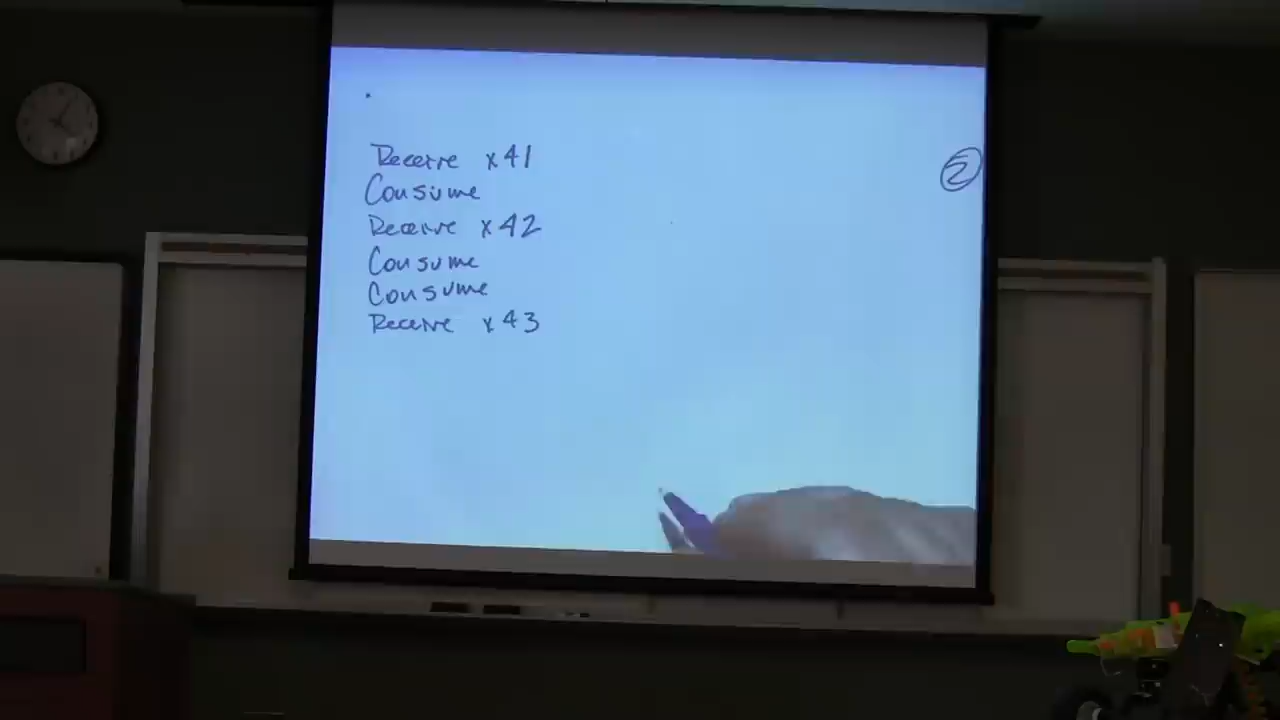 Receive x41
②
Consume
Receive x42
Consume
Consume
Receive x43